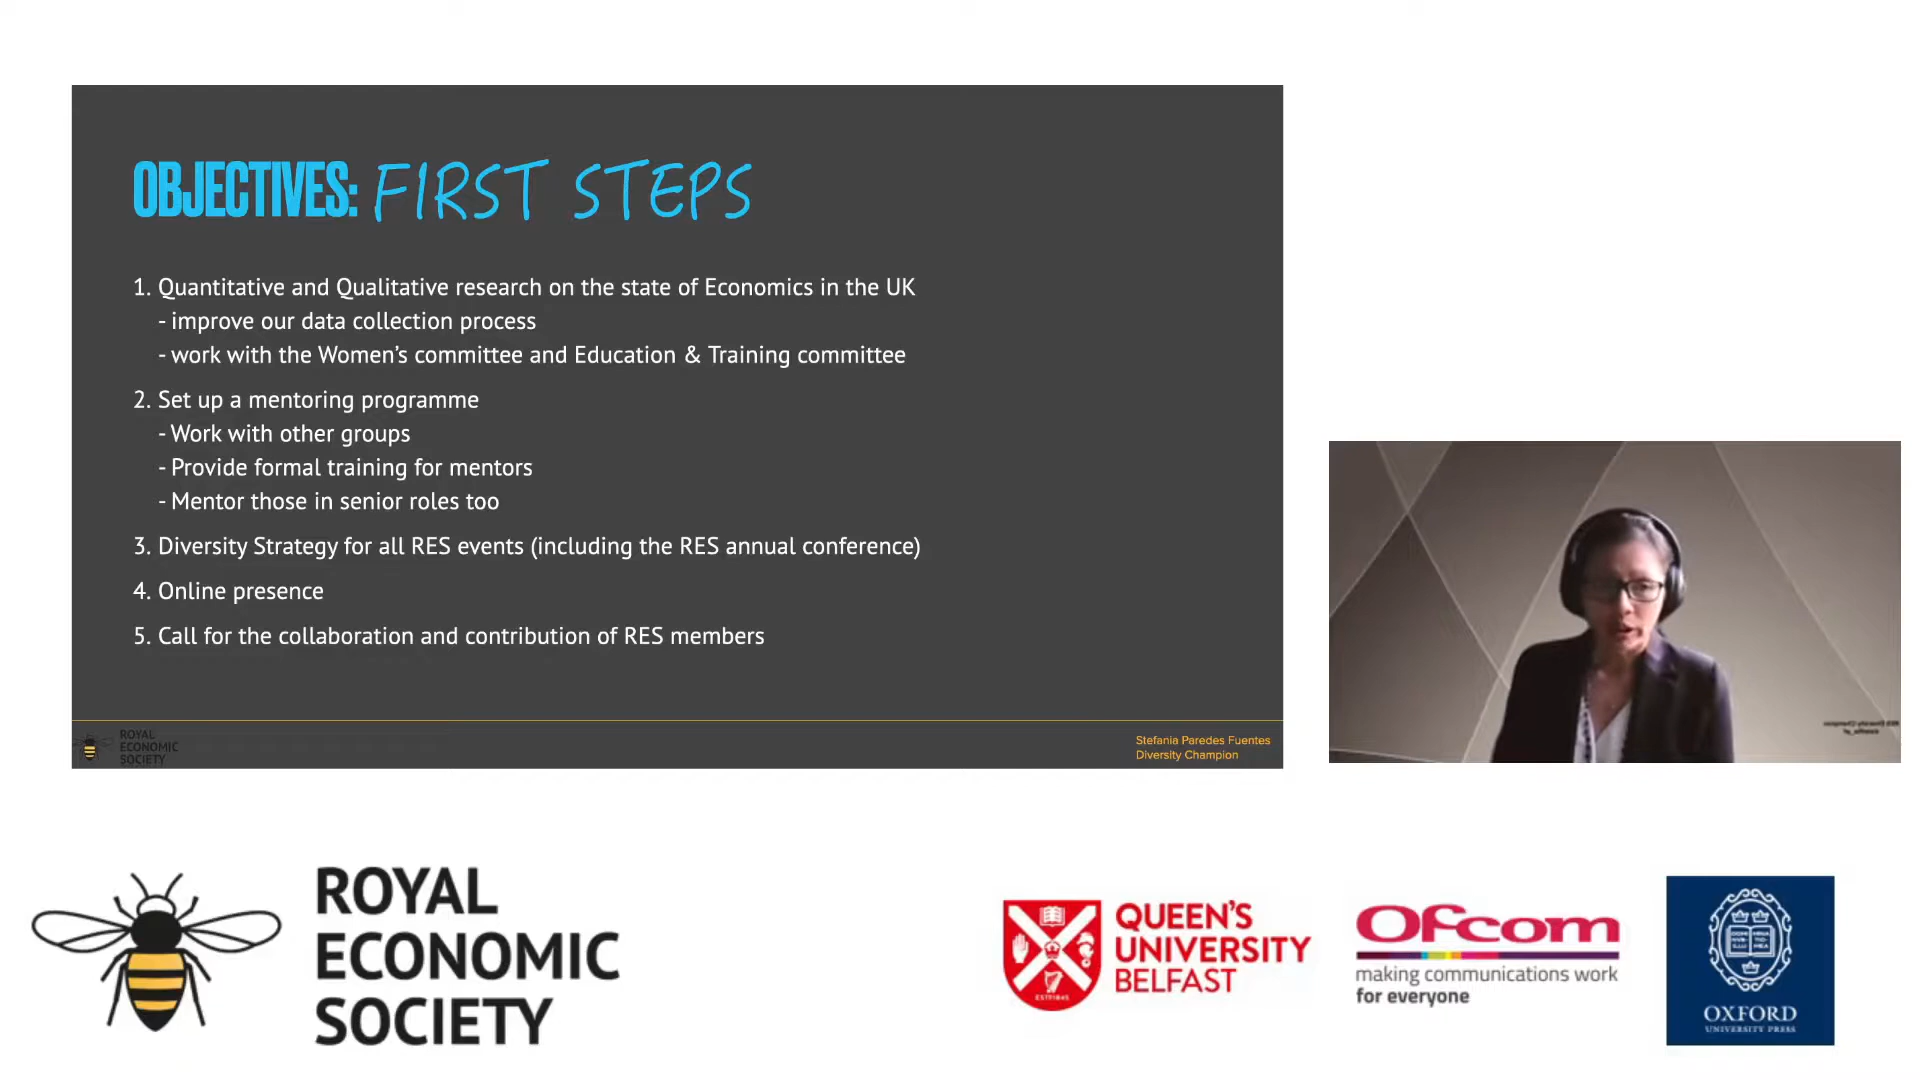 OBJECTIVES: FIRST STEPS
1. Quantitative and Qualitative research on the state of Economics in the UK
- improve our data collection process
- work with the Women's committee and Education & Training committee
2. Set up a mentoring programme
- Work with other groups
- Provide formal training for mentors
- Mentor those in senior roles too
3. Diversity Strategy for all RES events (including the RES annual conference)
4. Online presence
5. Call for the collaboration and contribution of RES members
ROYAL
ECONOMIC
SOCIETY
Stefania Paredes Fuentes
Diversity Champion
RES Diversity Champion
ROYAL
ECONOMIC
SOCIETY
QUEEN'S
UNIVERSITY
BELFAST
ESTD1845
Ofcom
making communications work
for everyone
OXFORD
UNIVERSITY PRESS